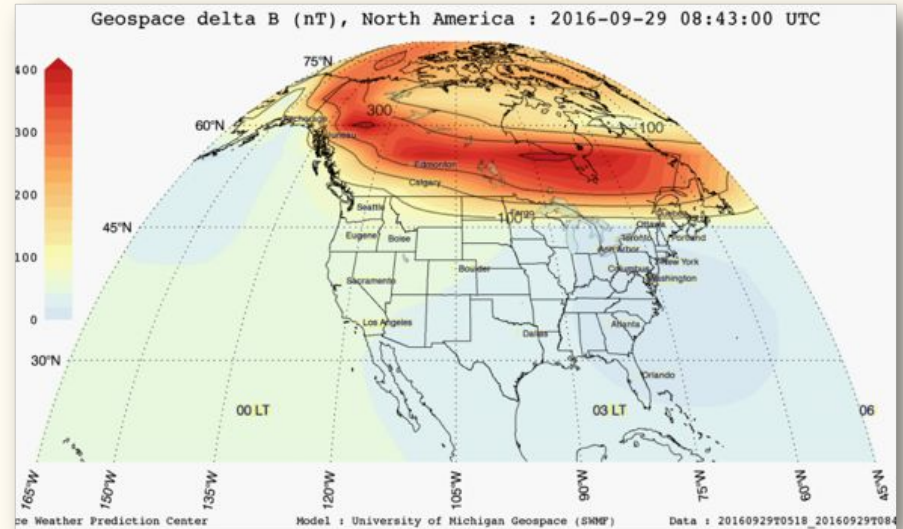 Geospace delta B (nT), North America : 2016-09-29 08:43:00 UTC
75°N
400
300
300
60°N
100
Juneau
Edmonton
Calgary
200
Seattle
100
Fargo
Quebec
Ottawa
45°N
Eugene
Boise
Toronto
Portland
Ann Arbor
100
New York
Boulder
Columbus
Washington
Sacramento
0
Los Angeles
Dallas
Atlanta
30°N
Orlando
00 LT
03 LT
06
165°W
150°W
135°W
120°W
105°W
90°W
75°W
60°W
45°W
ce Weather Prediction Center
Model : University of Michigan Geospace (SWMF)
Data : 20160929T0518_20160929T084